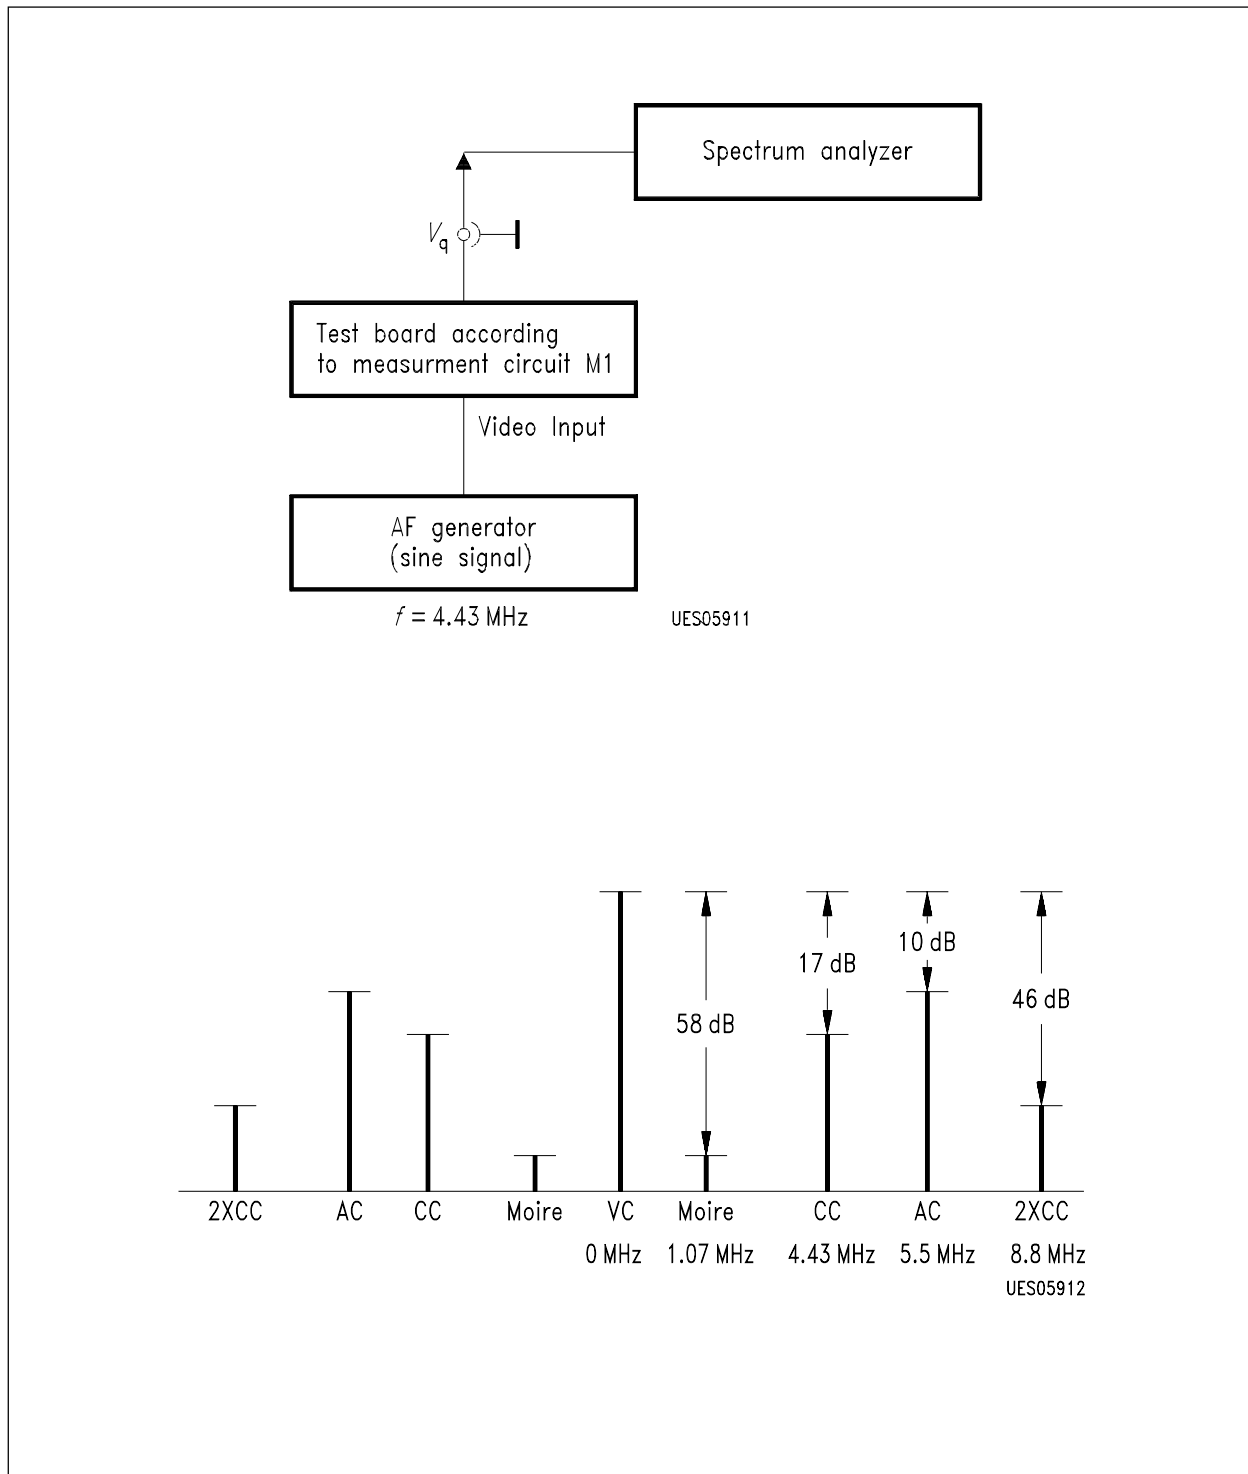 Spectrum analyzer
Vq
Test board according
to measurment circuit M1
Video Input
AF generator
(sine signal)
f = 4.43 MHz
UES05911
10 dB
17 dB
46 dB
58 dB
2XCC AC CC Moire VC Moire CC AC 2XCC
0 MHz 1.07 MHz 4.43 MHz 5.5 MHz 8.8 MHz
UES05912